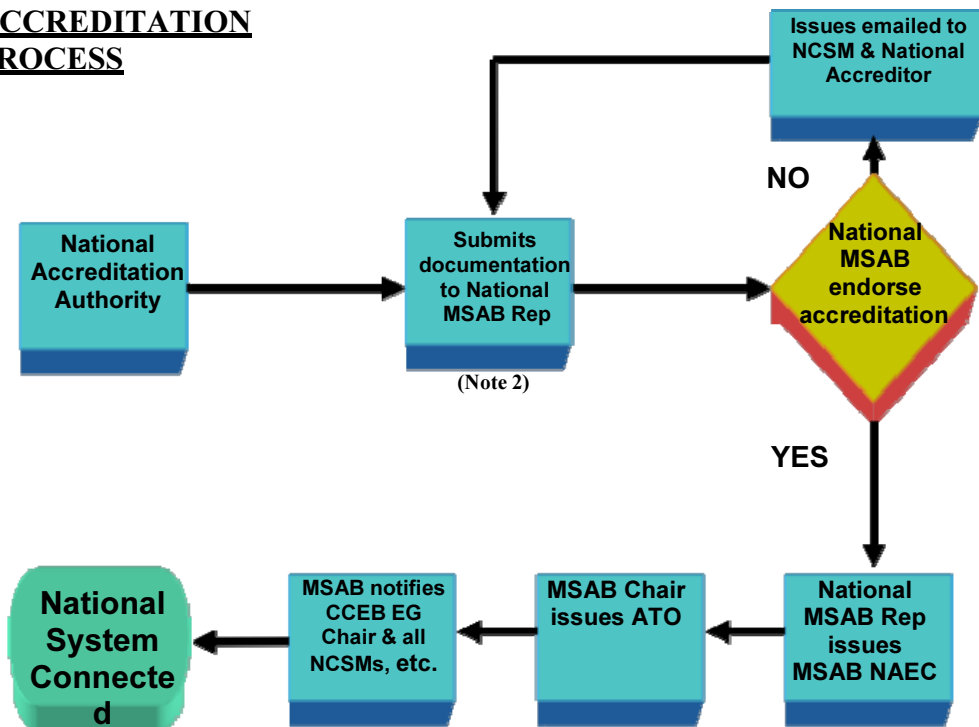 CCREDITATION
ROCESS
Issues emailed to
NCSM & National
Accreditor
NO
National
Accreditation
Authority
Submits
documentation
to National
MSAB Rep
(Note 2)
National
MSAB
endorse
accreditation
YES
National
System
Connecte
d
MSAB notifies
CCEB EG
Chair & all
NCSMs, etc.
MSAB Chair
issues ATO
National
MSAB Rep
issues
MSAB NAEC